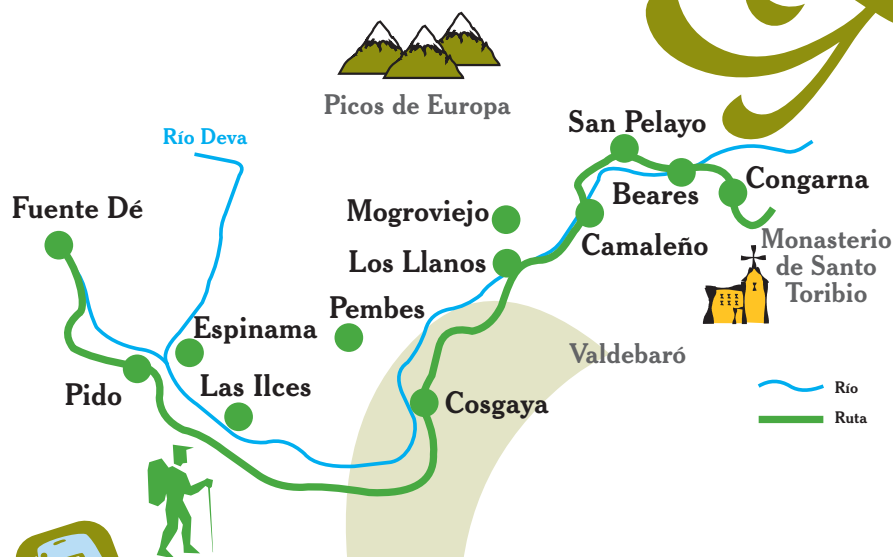 Picos de Europa
San Pelayo
Río Deva
Beares
Congarna
Fuente Dé
Mogroviejo
Camaleño
Monasterio
de Santo
Toribio
Los Llanos
Pembes
Espinama
Valdebaró
Las Ilces
Pido
Cosgaya
Río
Ruta